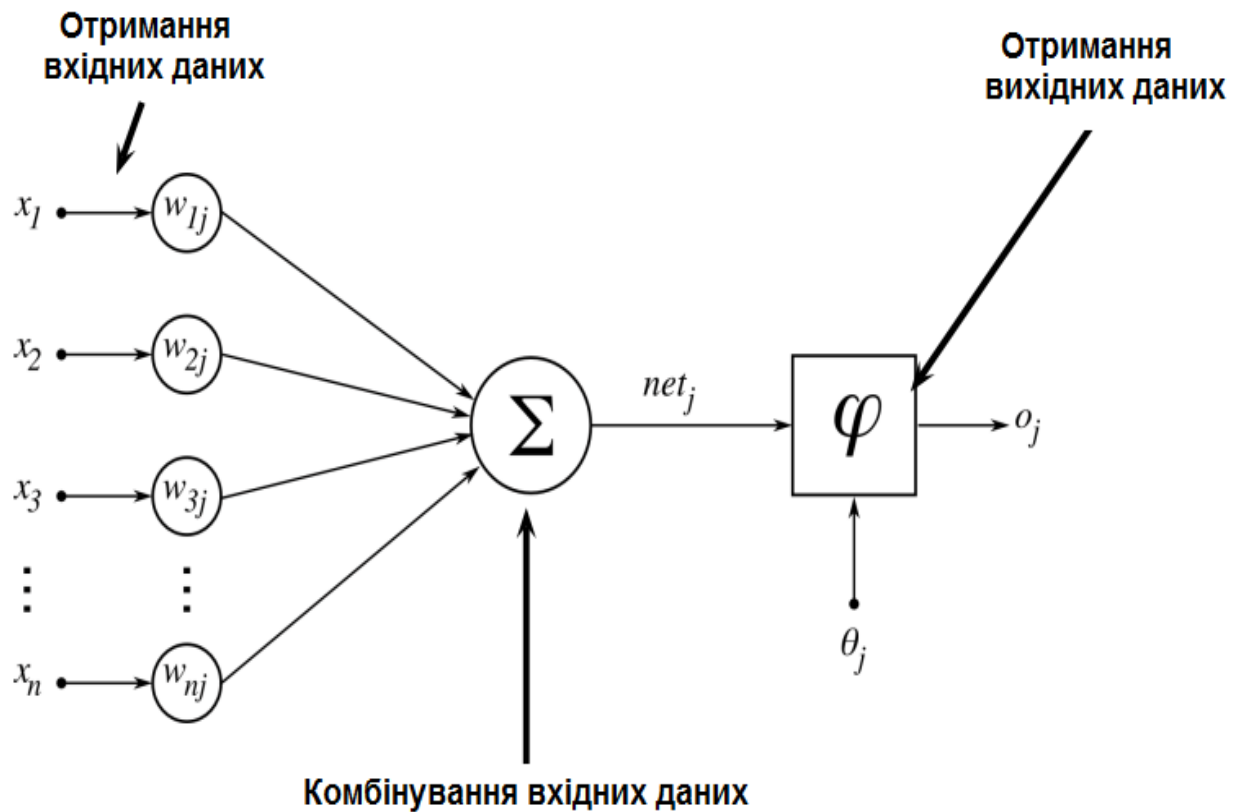 Отримання
вхідних даних
Отримання
вихідних даних
x1
w1j
x2
w2j
Σ
netj
φ
oj
x3
w3j
θj
xn
wnj
Комбінування вхідних даних